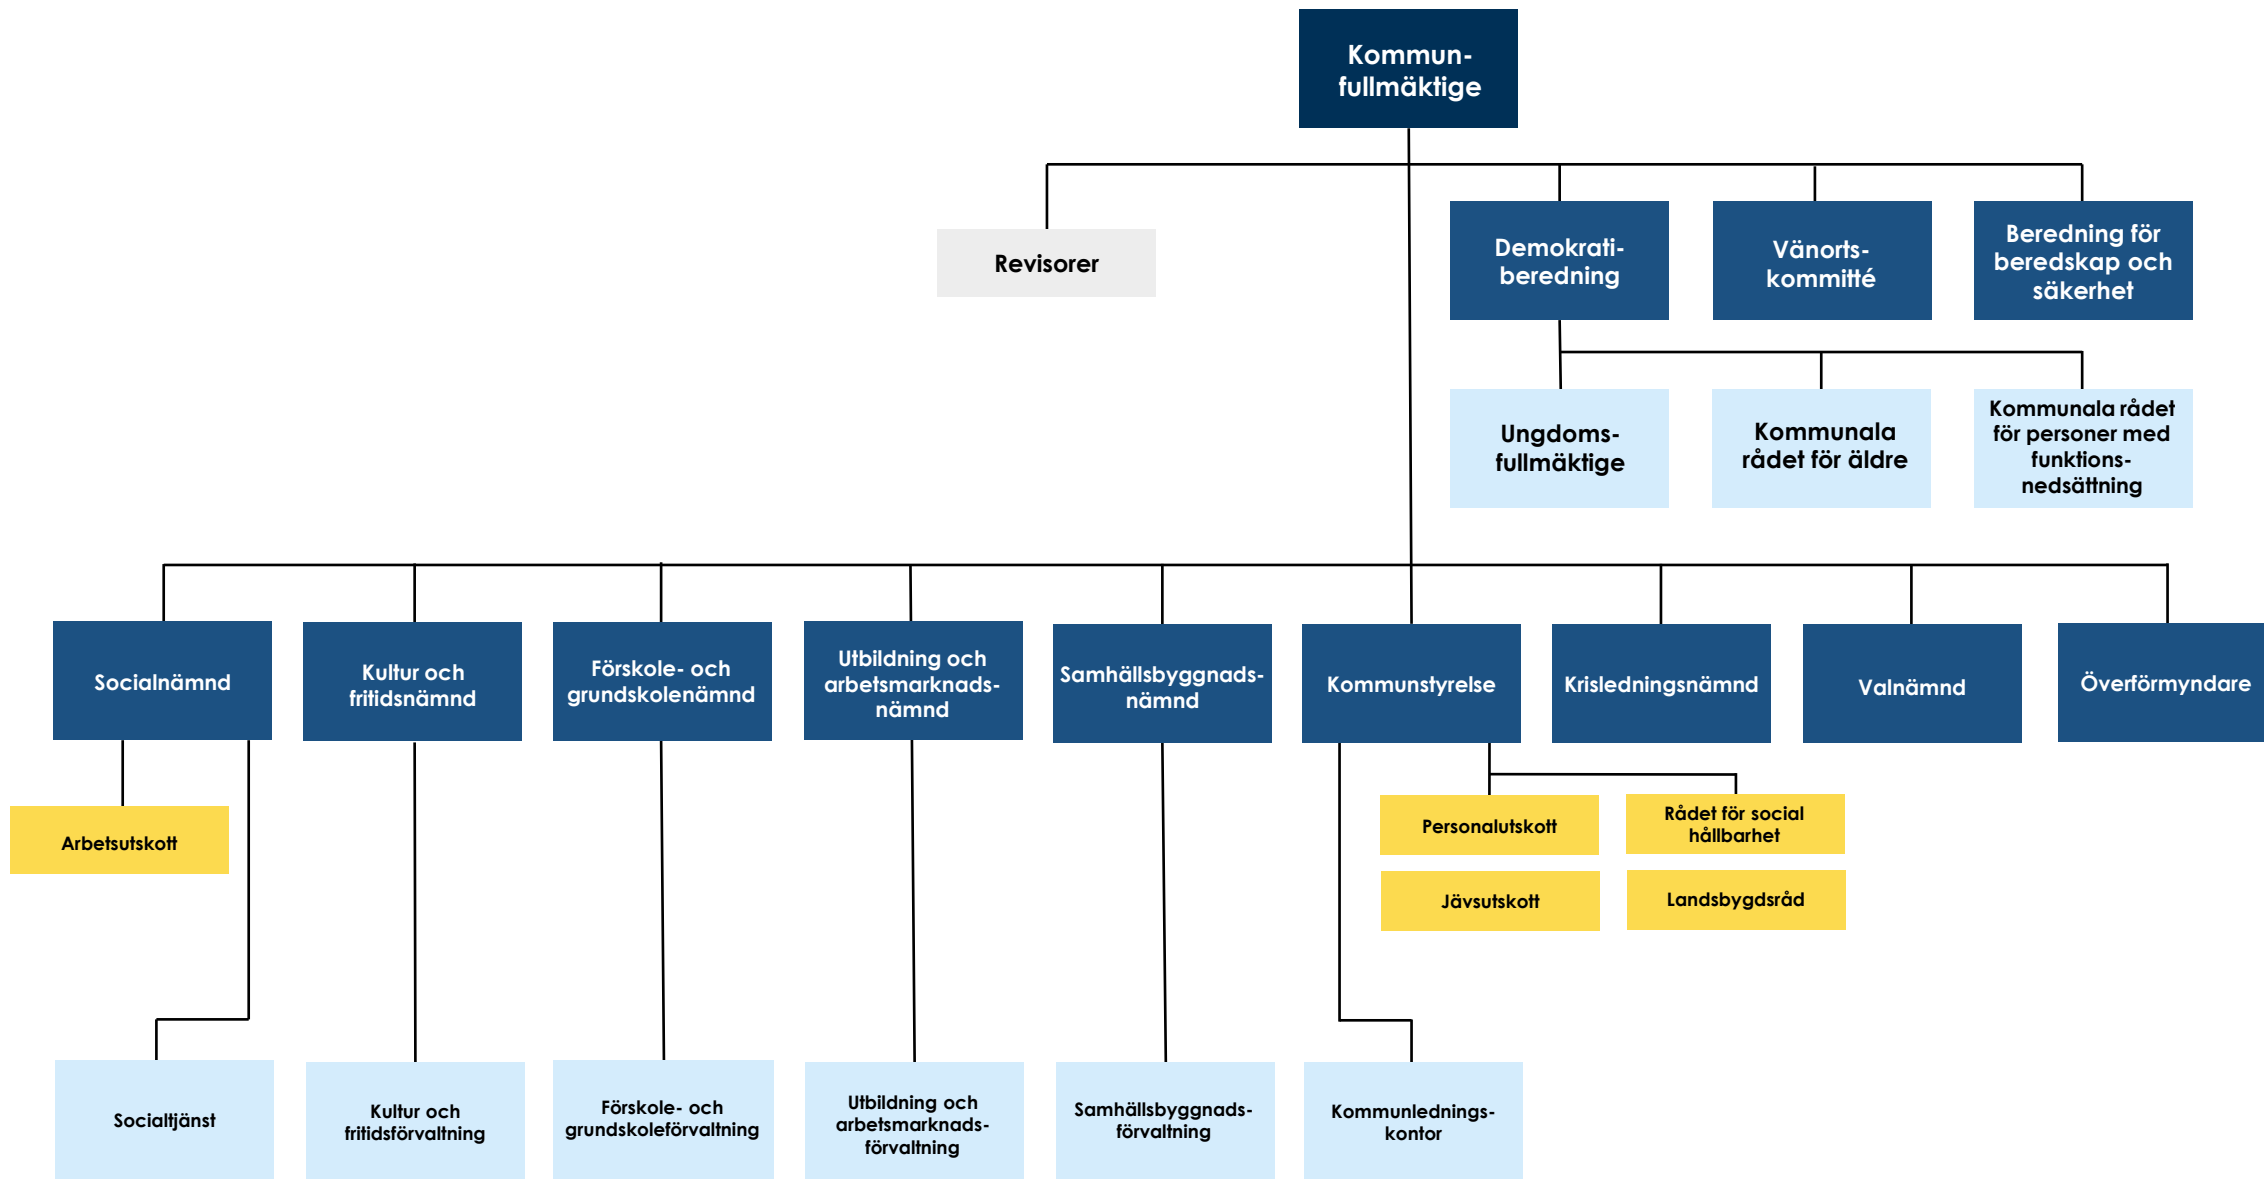 Kommun-
fullmäktige
Revisorer
Demokrati-
beredning
Vänorts-
kommitté
Beredning för
beredskap och
säkerhet
Ungdoms-
fullmäktige
Kommunala
rådet för äldre
Kommunala rådet
för personer med
funktions-
nedsättning
Socialnämnd
Kultur och
fritidsnämnd
Förskole- och
grundskolenämnd
Utbildning och
arbetsmarknads-
nämnd
Samhällsbyggnads-
nämnd
Kommunstyrelse
Krisledningsnämnd
Valnämnd
Överförmyndare
Arbetsutskott
Personalutskott
Rådet för social
hållbarhet
Jävsutskott
Landsbygdsråd
Socialtjänst
Kultur och
fritidsförvaltning
Förskole- och
grundskoleförvaltning
Utbildning och
arbetsmarknads-
förvaltning
Samhällsbyggnads-
förvaltning
Kommunlednings-
kontor